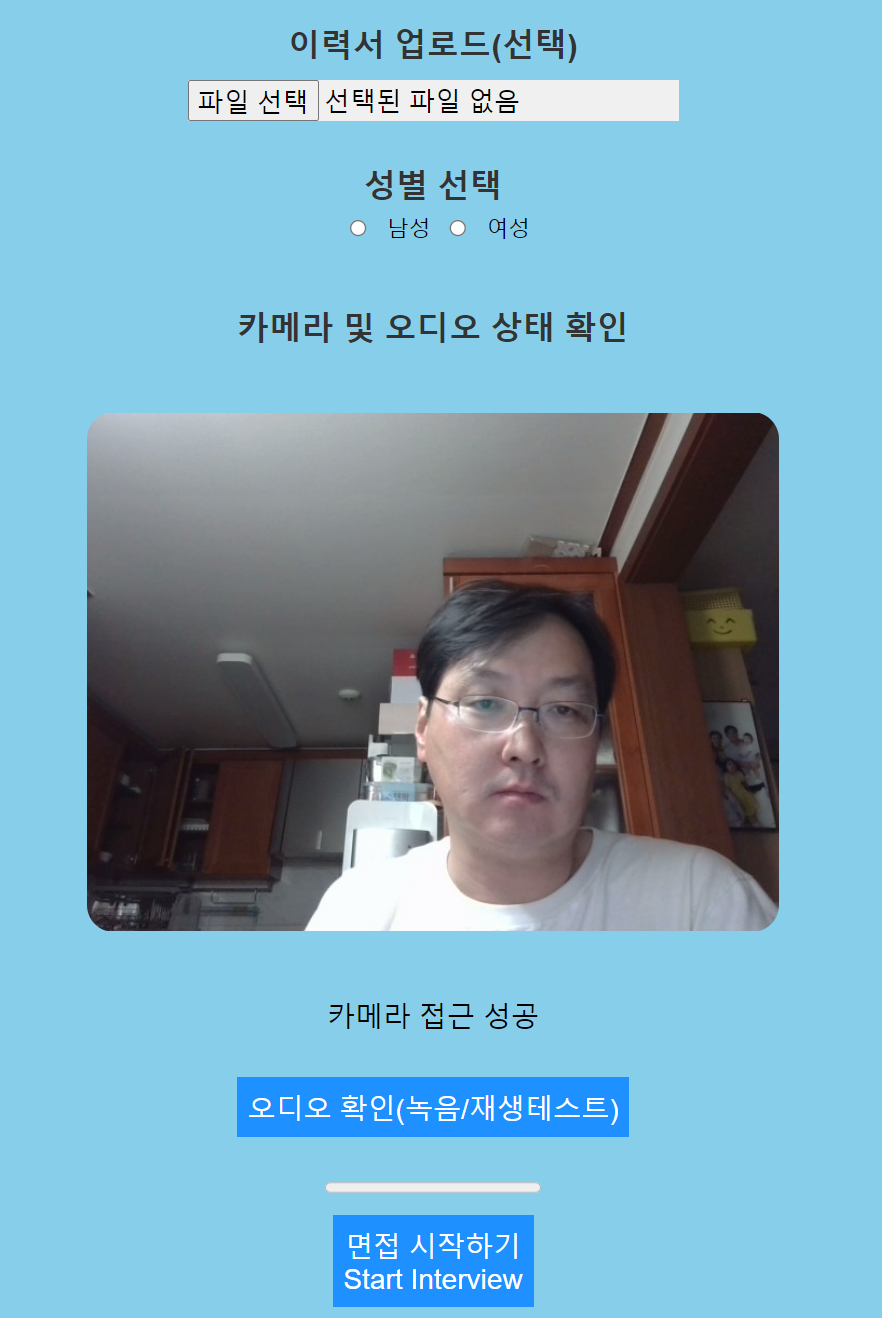 이력서 업로드(선택)
파일 선택 선택된 파일 없음
성별 선택
남성 여성
카메라 및 오디오 상태 확인
카메라 접근 성공
오디오 확인(녹음/재생테스트)
면접 시작하기
Start Interview